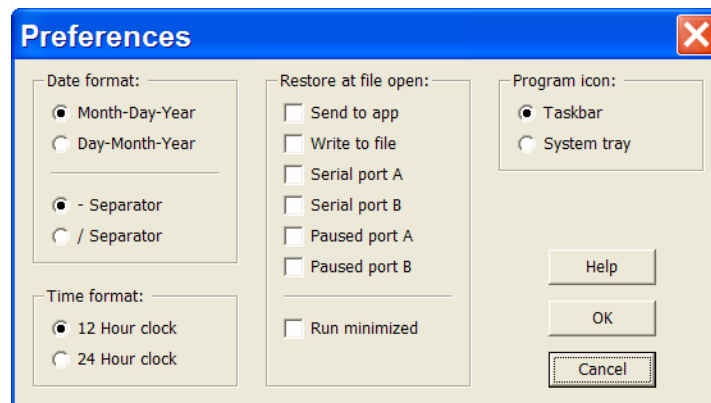 Preferences
Date format:
Month-Day-Year
Day-Month-Year
- Separator
/ Separator
Time format:
12 Hour clock
24 Hour clock
Restore at file open:
Send to app
Write to file
Serial port A
Serial port B
Paused port A
Paused port B
Run minimized
Program icon:
Taskbar
System tray
Help
OK
Cancel